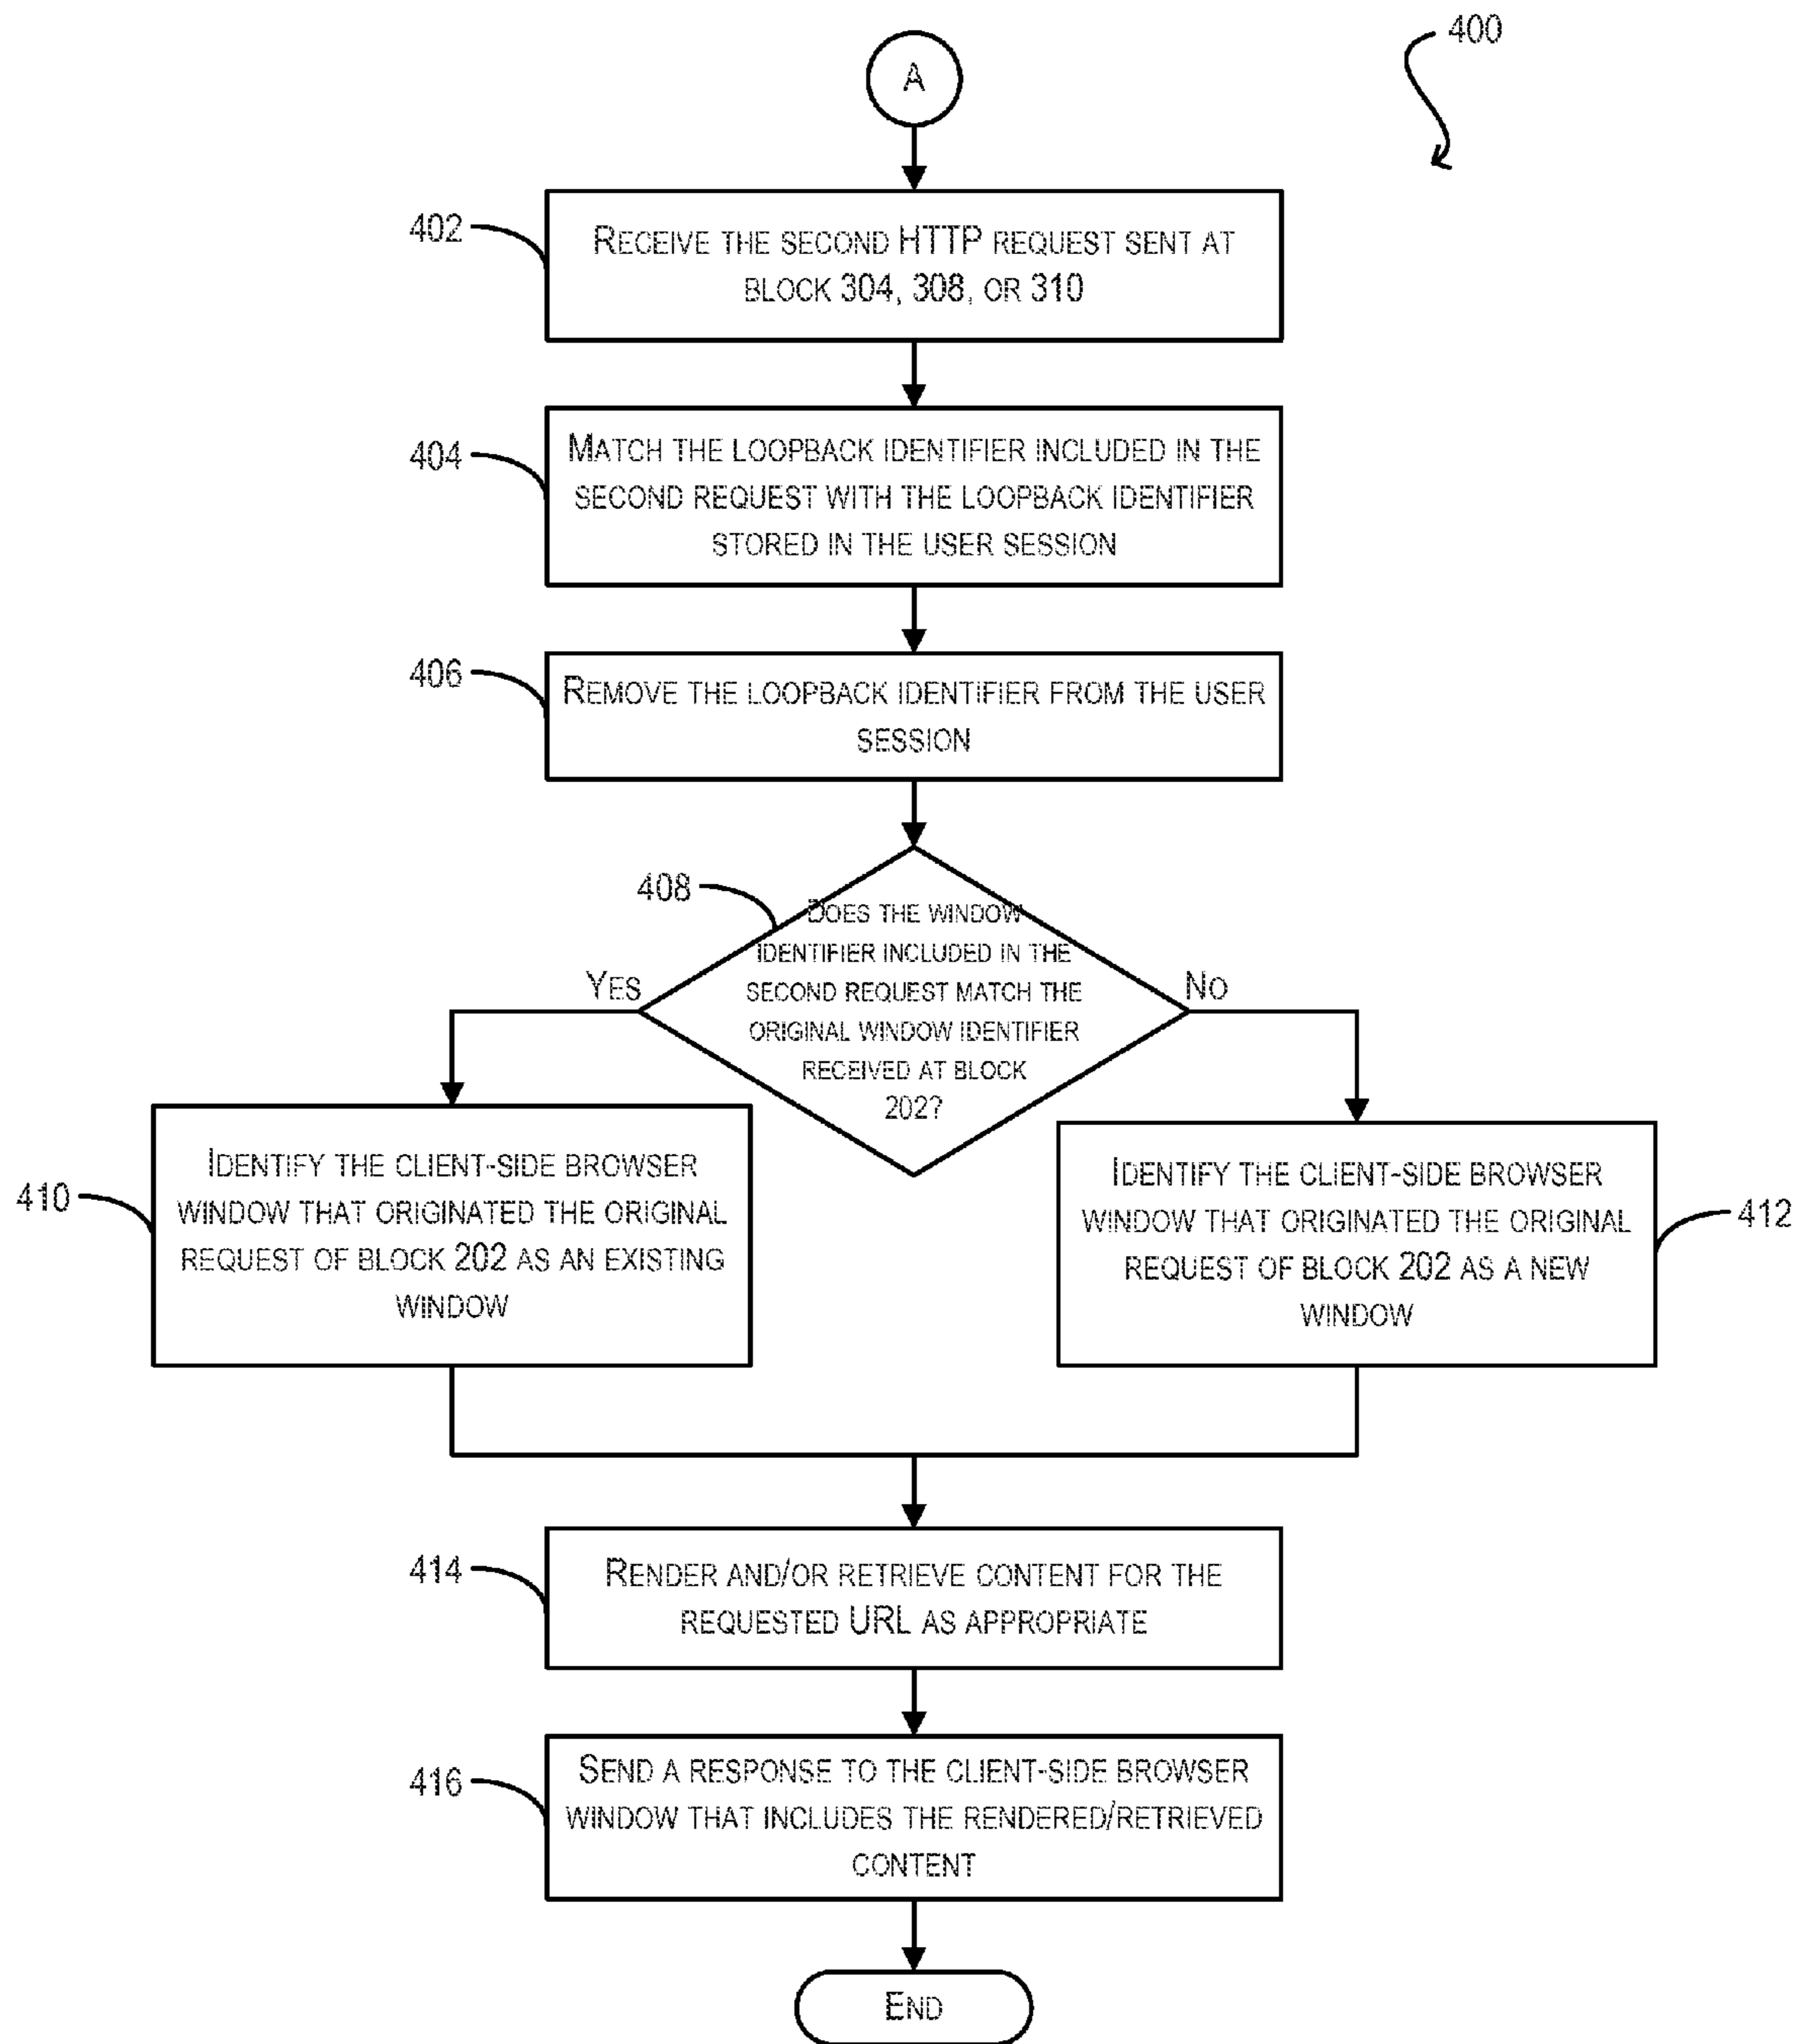 400
A
402
RECEIVE THE SECOND HTTP REQUEST SENT AT
BLOCK 304, 308, OR 310
404
MATCH THE LOOPBACK IDENTIFIER INCLUDED IN THE
SECOND REQUEST WITH THE LOOPBACK IDENTIFIER
STORED IN THE USER SESSION
406
REMOVE THE LOOPBACK IDENTIFIER FROM THE USER
SESSION
408
DOES THE WINDOW
IDENTIFIER INCLUDED IN THE
SECOND REQUEST MATCH THE
ORIGINAL WINDOW IDENTIFIER
RECEIVED AT BLOCK
202?
YES
NO
410
IDENTIFY THE CLIENT-SIDE BROWSER
WINDOW THAT ORIGINATED THE ORIGINAL
REQUEST OF BLOCK 202 AS AN EXISTING
WINDOW
IDENTIFY THE CLIENT-SIDE BROWSER
WINDOW THAT ORIGINATED THE ORIGINAL
REQUEST OF BLOCK 202 AS A NEW
WINDOW
412
414
RENDER AND/OR RETRIEVE CONTENT FOR THE
REQUESTED URL AS APPROPRIATE
416
SEND A RESPONSE TO THE CLIENT-SIDE BROWSER
WINDOW THAT INCLUDES THE RENDERED/RETRIEVED
CONTENT
END